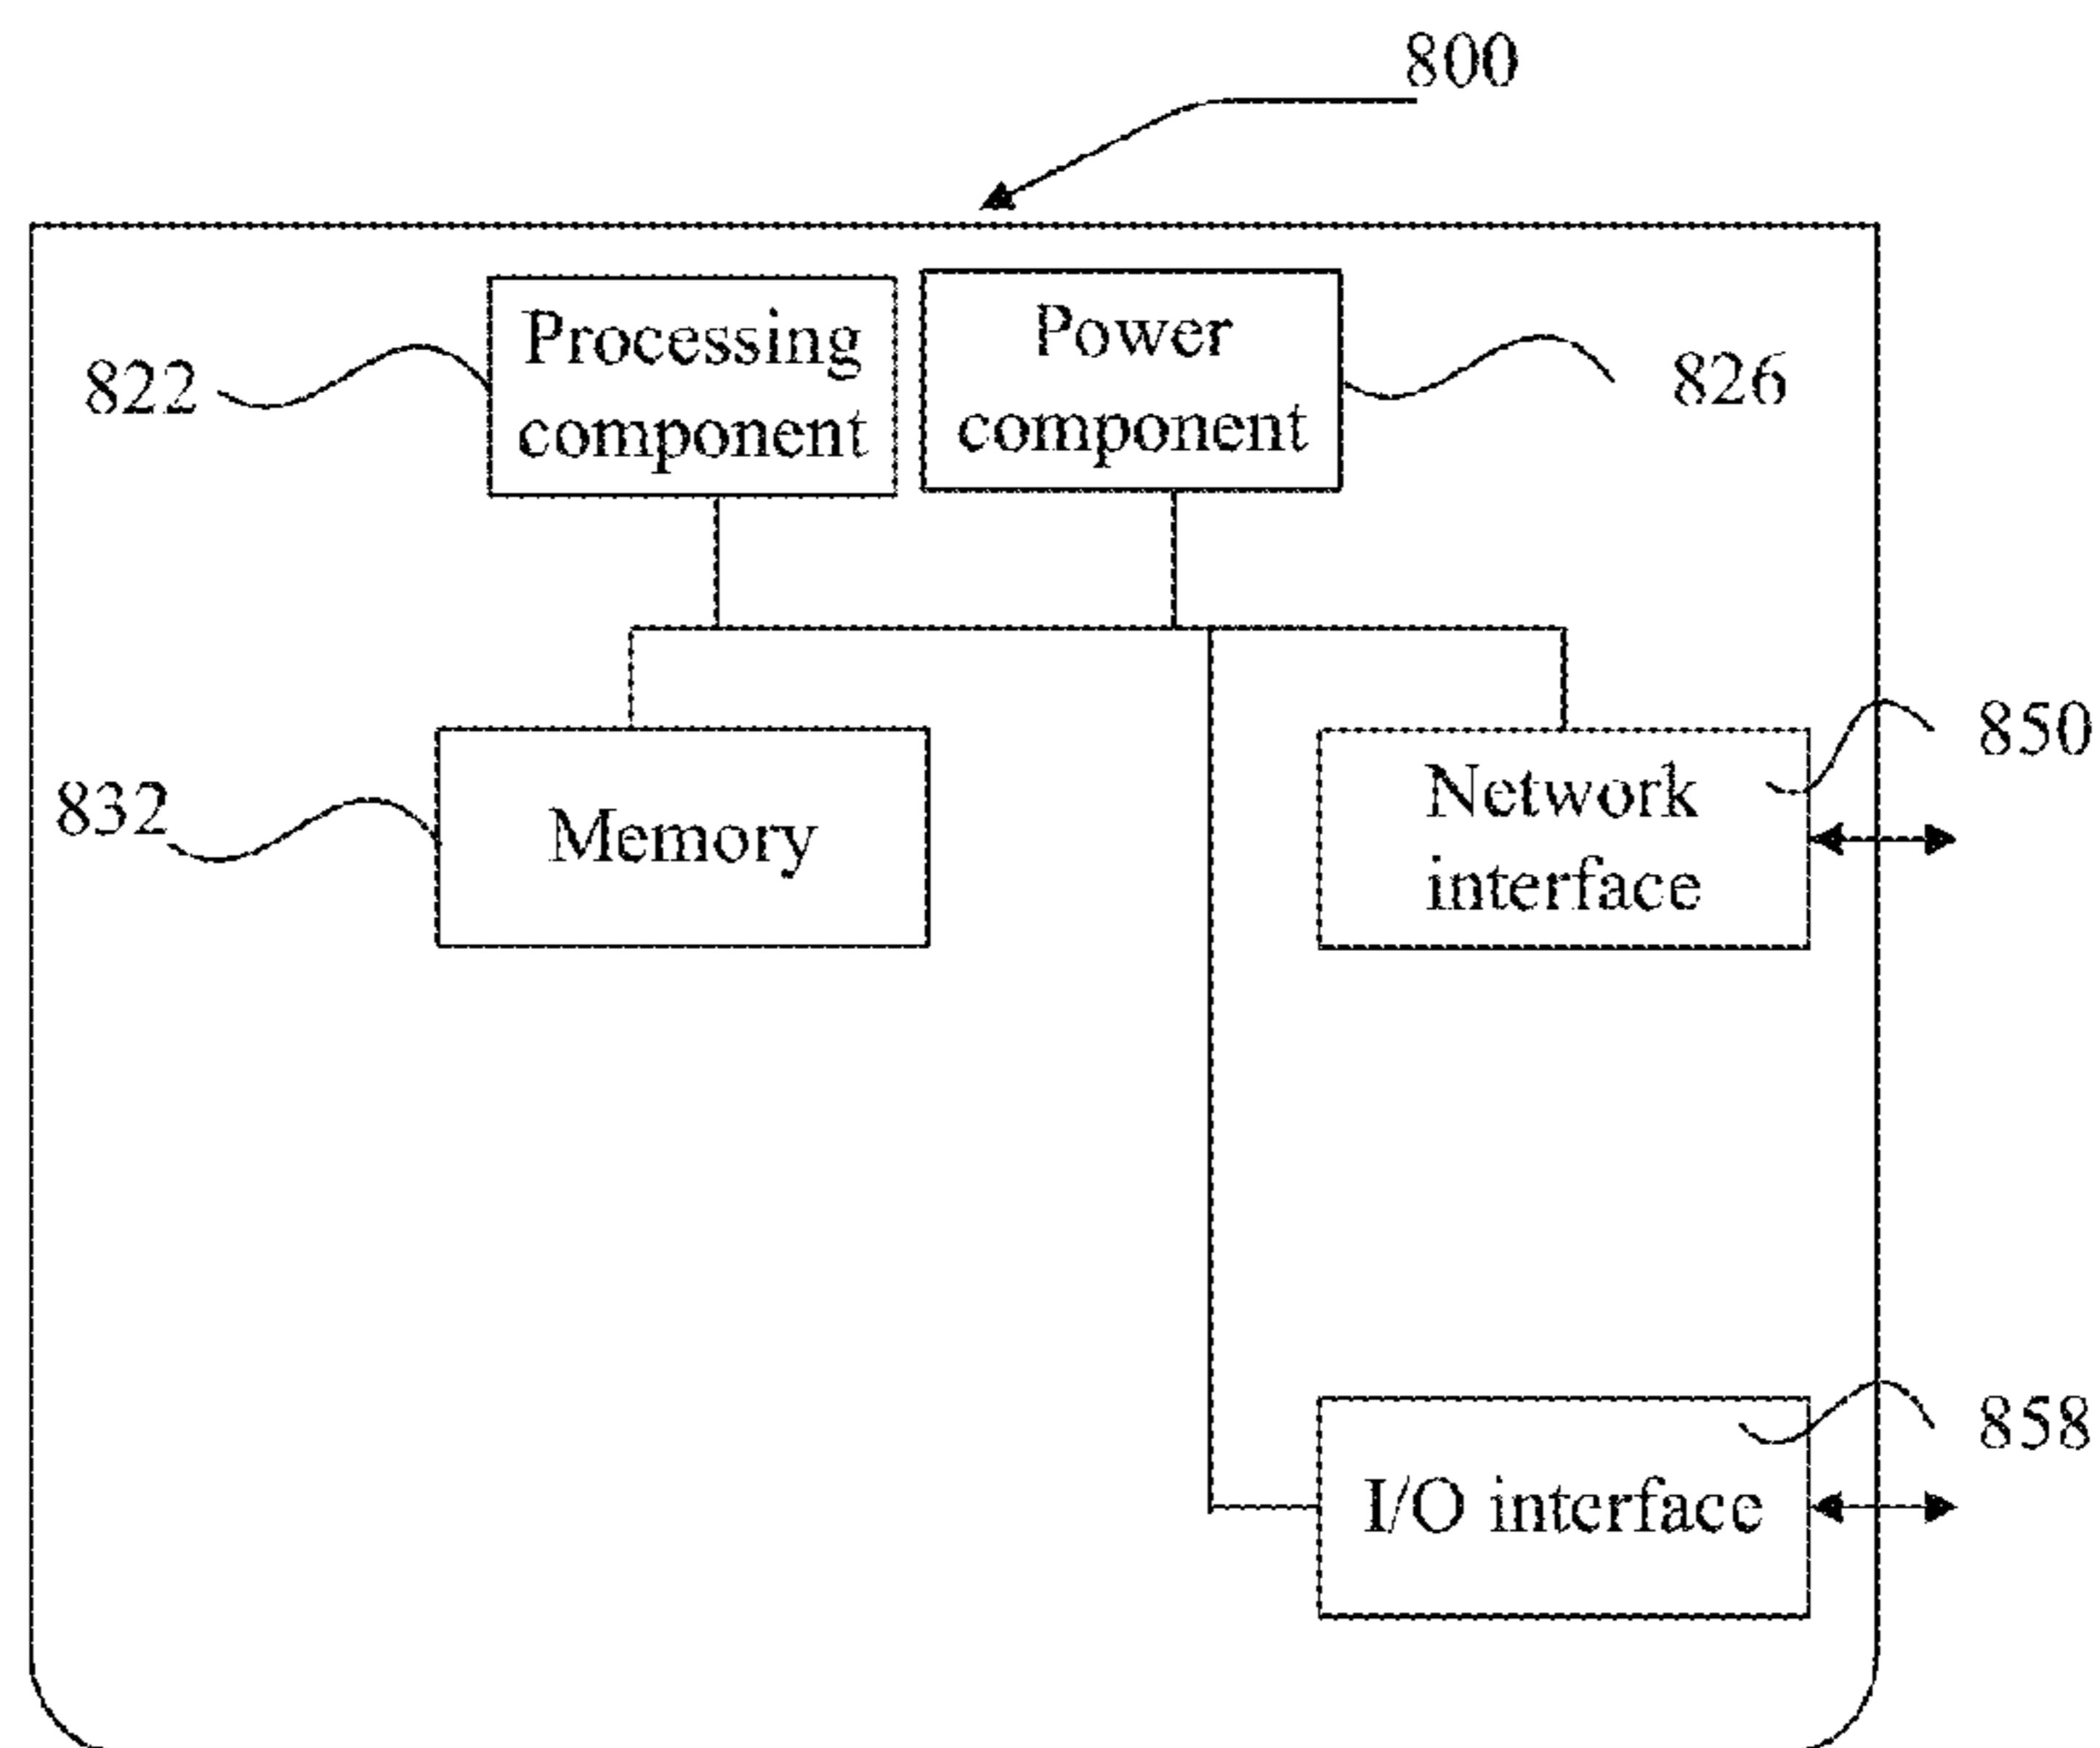 800
822
Processing
component
Power
component
826
832
Memory
Network
interface
850
I/O interface
858